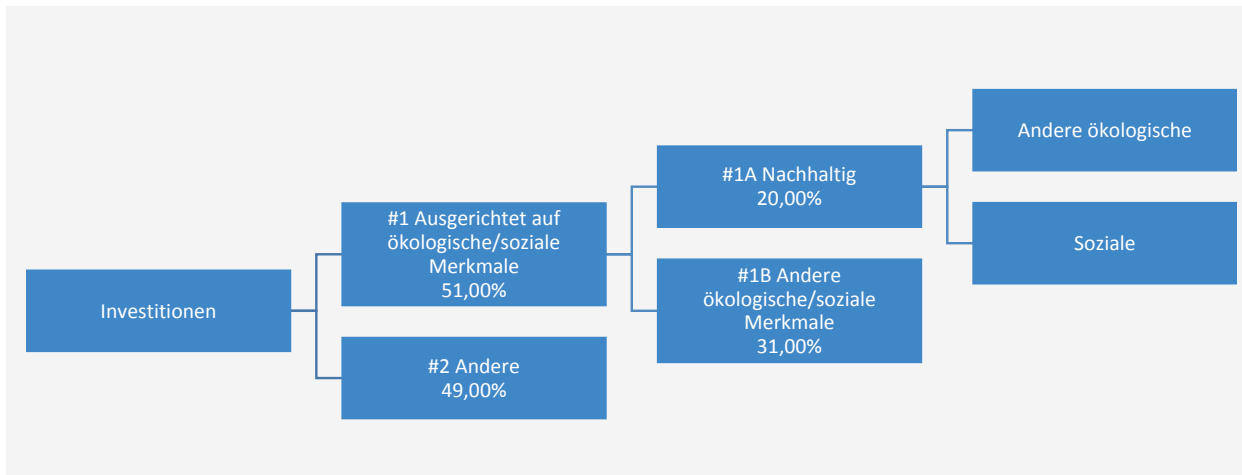 Investitionen
#1 Ausgerichtet auf
ökologische/soziale
Merkmale
51,00%
#2 Andere
49,00%
#1A Nachhaltig
20,00%
#1B Andere
ökologische/soziale
Merkmale
31,00%
Andere ökologische
Soziale